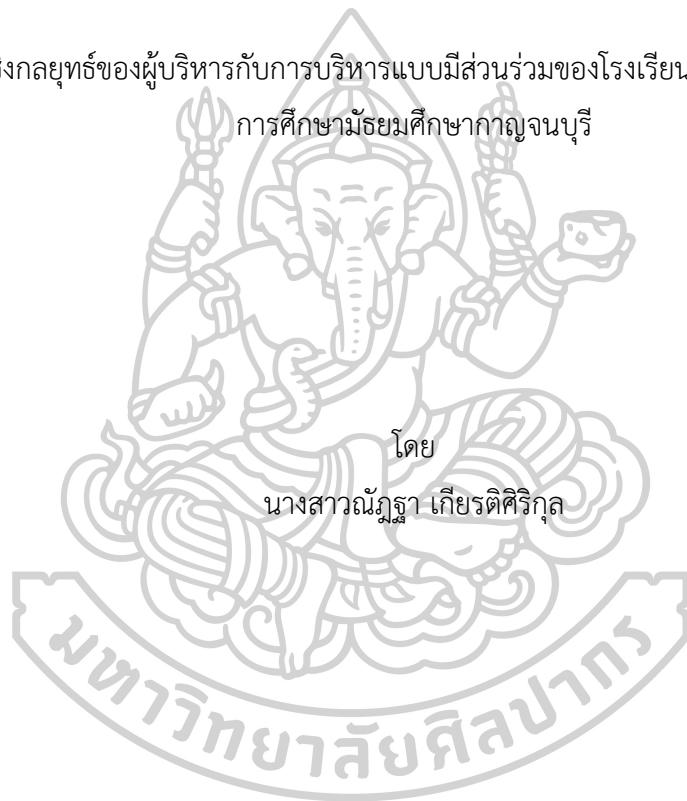 ชิงกลยุทธ์ของผู้บริหารกับการบริหารแบบมีส่วนร่วมของโรงเรียน
การศึกษามัธยมศึกษากาญจนบุรี
โดย
นางสาวณัฏฐา เกียรติศิริกุล
มหาวิทยาลัยศิลปากร